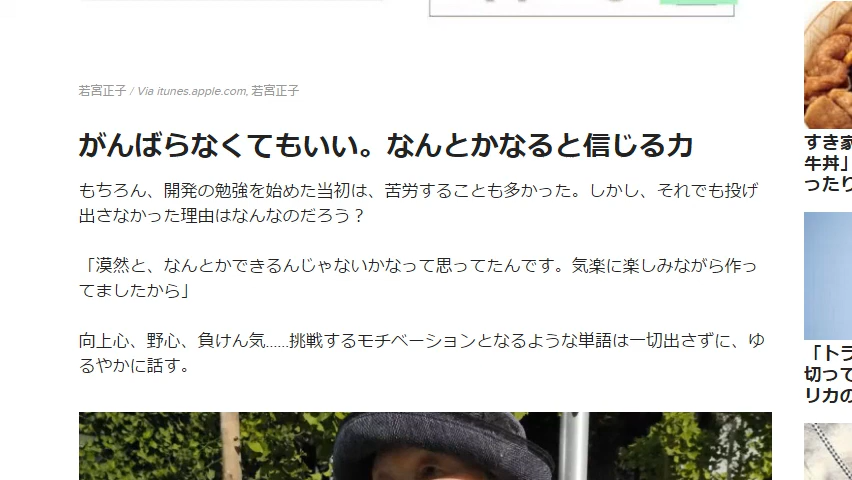 若宮正子 / Via itunes.apple.com, 若宮正子
がんばらなくてもいい。なんとかなると信じる力
もちろん、開発の勉強を始めた当初は、苦労することも多かった。しかし、それでも投げ
出さなかった理由はなんなのだろう？
「漠然と、なんとかできるんじゃないかなって思ってたんです。気楽に楽しみながら作っ
てましたから」
向上心、野心、負けん気......挑戦するモチベーションとなるような単語は一切出さずに、ゆ
るやかに話す。
すき家
牛丼」
ったり
「トラ
切って
リカの